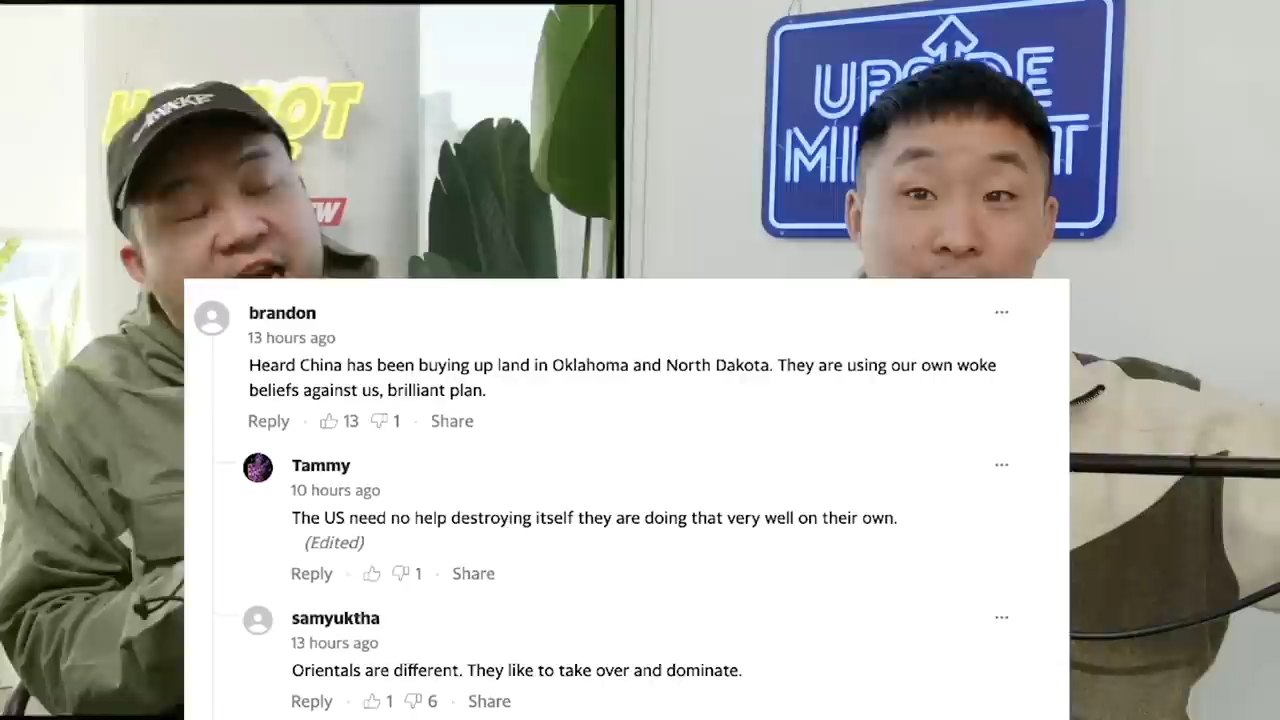 AWAKE
UPSIDE
brandon
13 hours ago
Heard China has been buying up land in Oklahoma and North Dakota. They are using our own woke
beliefs against us, brilliant plan.
Reply · 13 1 · Share
Tammy
10 hours ago
The US need no help destroying itself they are doing that very well on their own.
(Edited)
Reply · 1 · Share
samyuktha
13 hours ago
Orientals are different. They like to take over and dominate.
Reply · 1 6 · Share